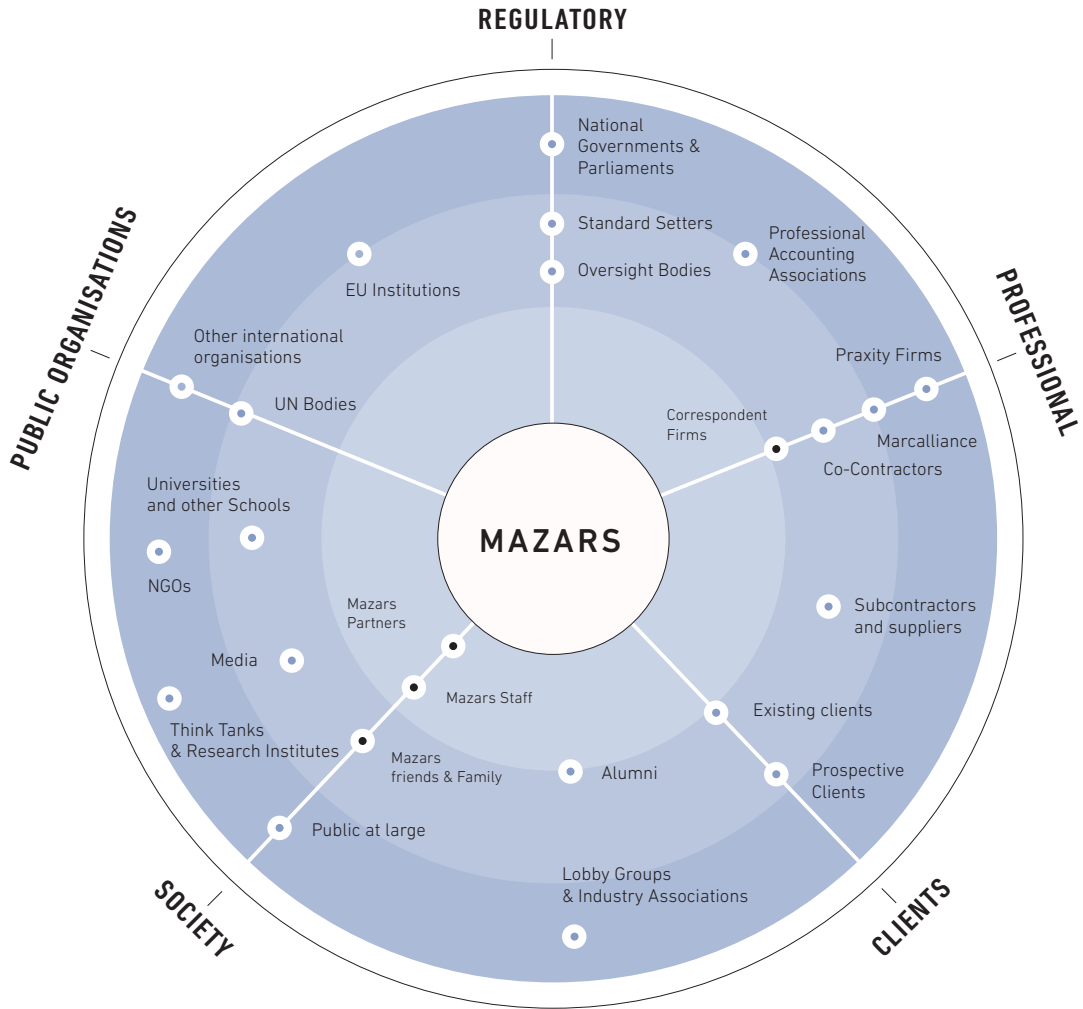 REGULATORY
National
Governments &
Parliaments
Standard Setters
Professional
Accounting
Associations
Oversight Bodies
EU Institutions
PUBLIC ORGANISATIONS
PROFESSIONAL
Other international
organisations
UN Bodies
Praxity Firms
Correspondent
Firms
Marcalliance
Co-Contractors
Universities
and other Schools
NGOs
MAZARS
Mazars
Partners
Subcontractors
and suppliers
Media
Mazars Staff
Existing clients
Think Tanks
& Research Institutes
Mazars
friends & Family
Alumni
Prospective
Clients
Public at large
Lobby Groups
& Industry Associations
SOCIETY
CLIENTS